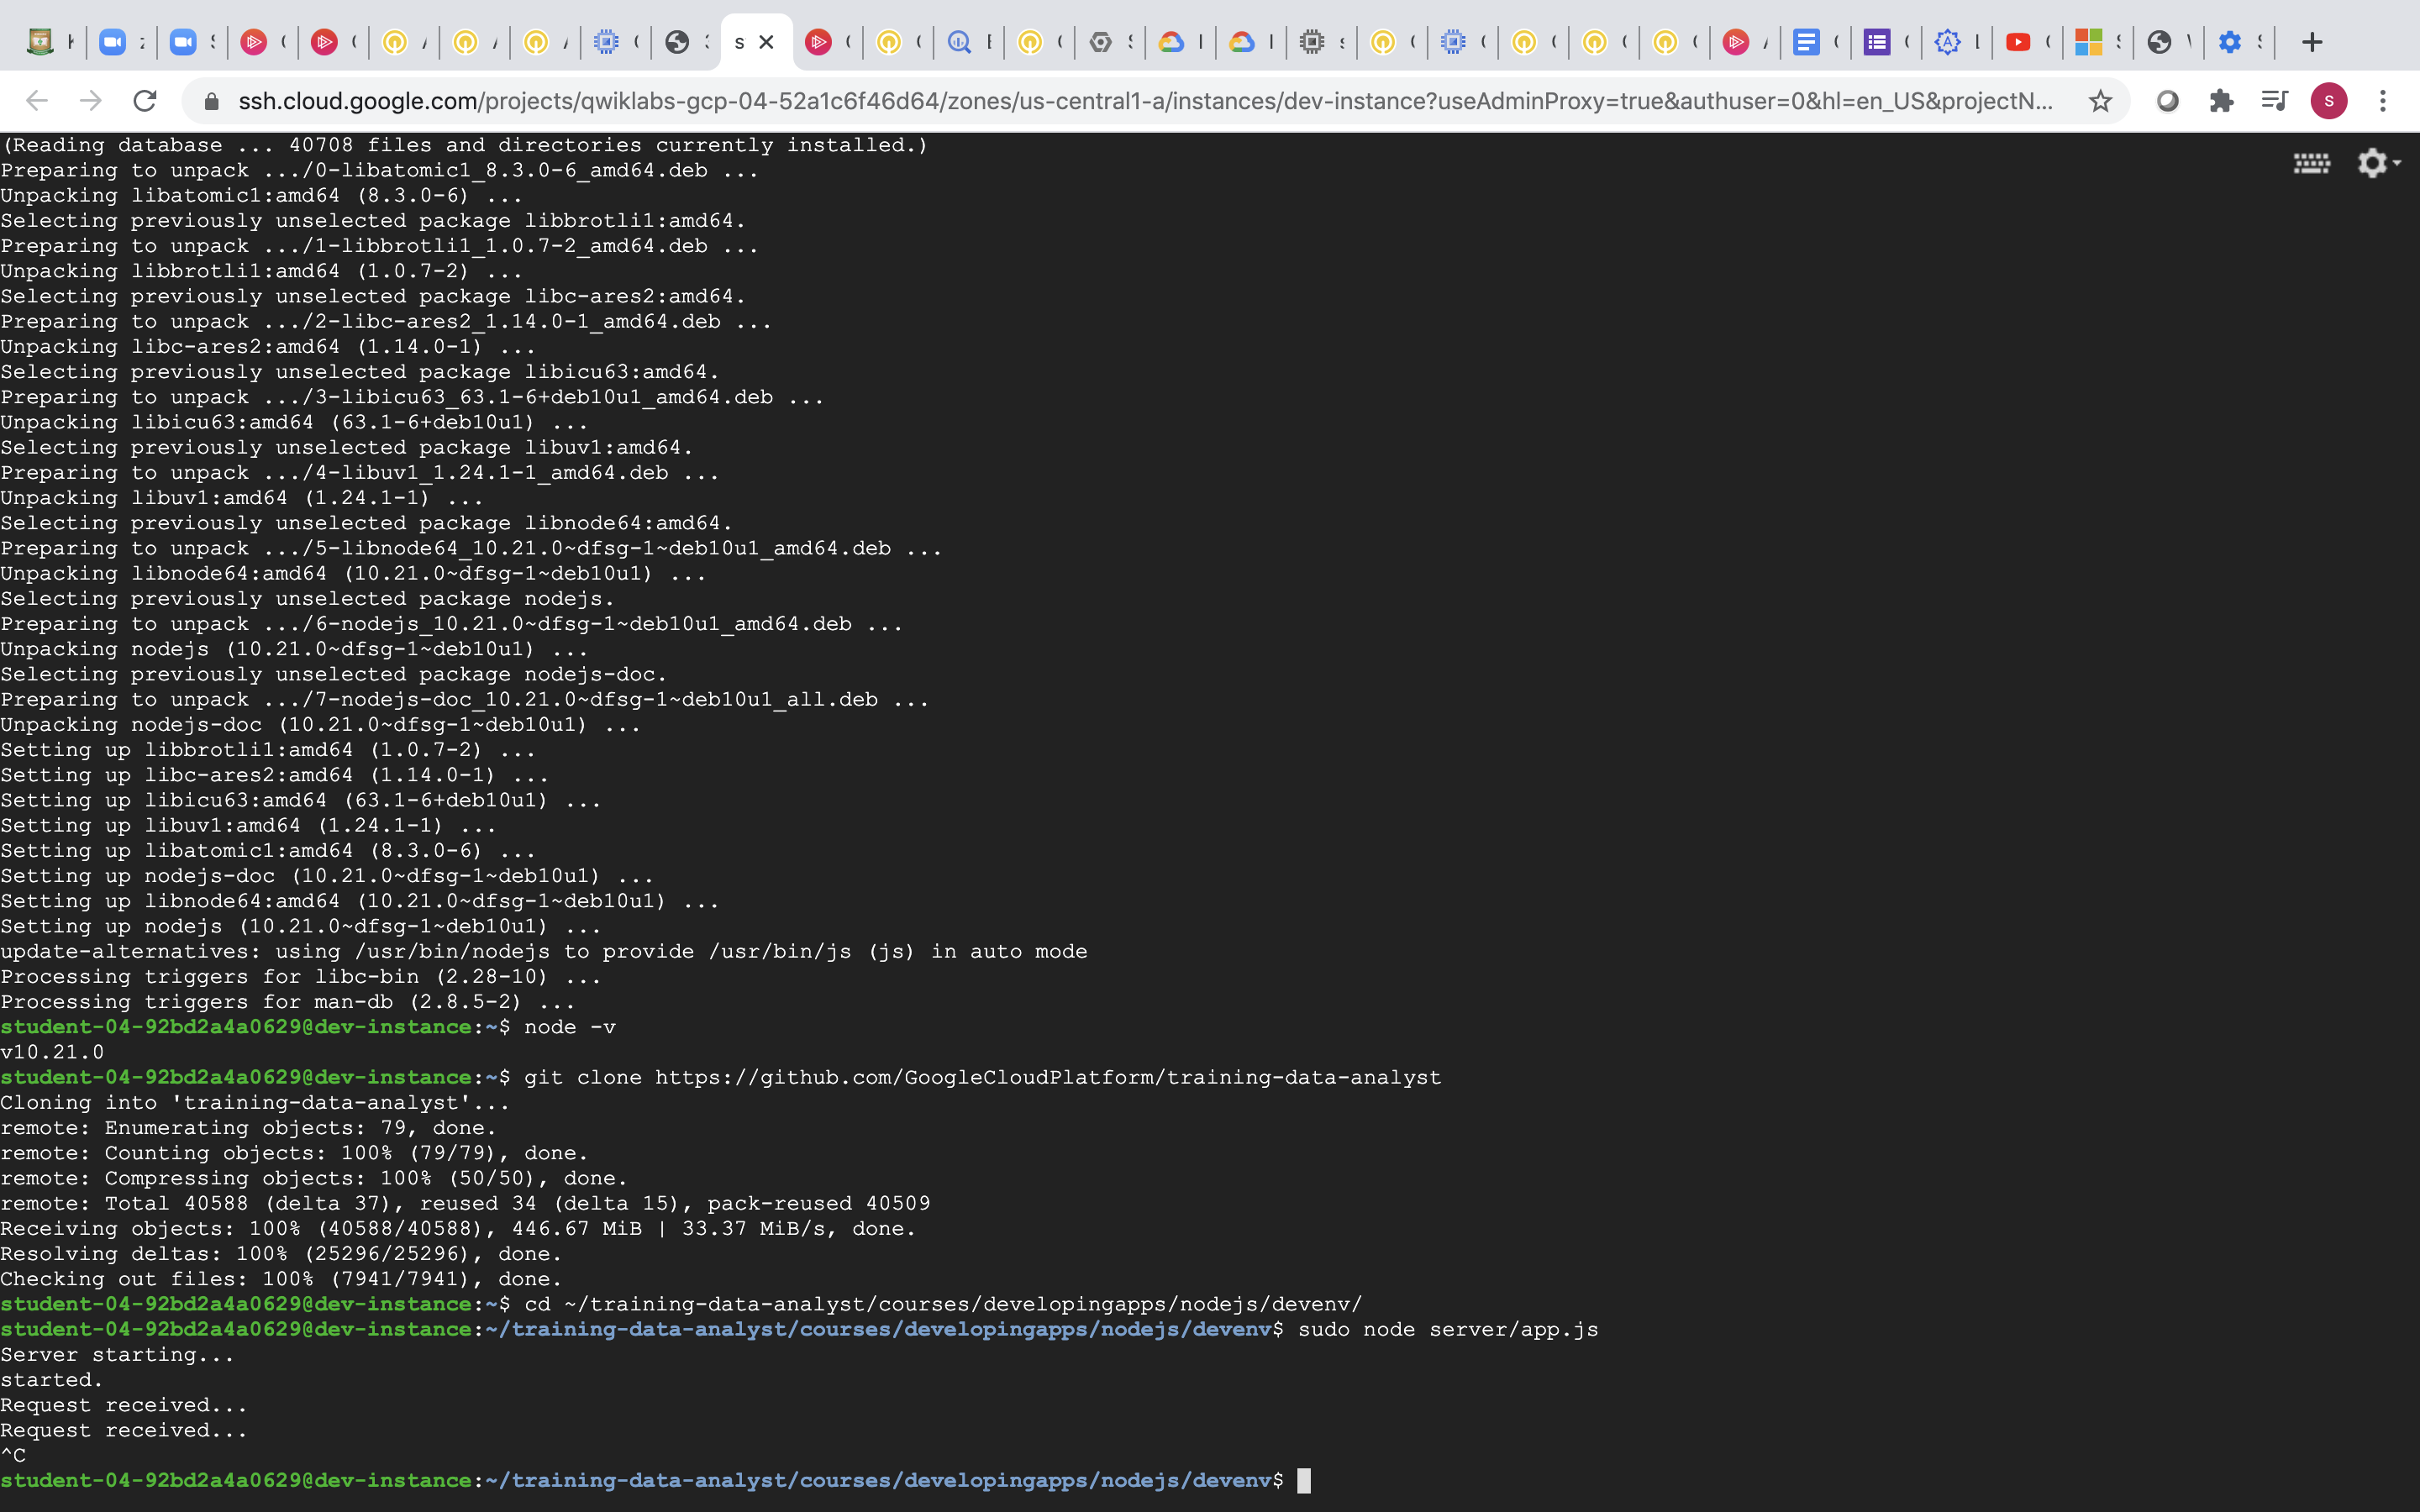 ssh.cloud.google.com/projects/qwiklabs-gcp-04-52a1c6f46d64/zones/us-central1-a/instances/dev-instance?useAdminProxy=true&authuser=0&hl=en_US&projectN...
S
(Reading database ... 40708 files and directories currently installed.)
Preparing to unpack .../0-libatomic1_8.3.0-6_amd64.deb ...
Unpacking libatomic1:amd64 (8.3.0-6) ...
Selecting previously unselected package libbrotli1:amd64.
Preparing to unpack .../1-libbrotli1_1.0.7-2_amd64.deb ...
Unpacking libbrotli1:amd64 (1.0.7-2) ...
Selecting previously unselected package libc-ares2:amd64.
Preparing to unpack .../2-libc-ares2_1.14.0-1_amd64.deb ...
Unpacking libc-ares2:amd64 (1.14.0-1) ...
Selecting previously unselected package libicu63:amd64.
Preparing to unpack .../3-libicu63_63.1-6+deb10u1_amd64.deb ...
Unpacking libicu63:amd64 (63.1-6+deb10u1) ...
Selecting previously unselected package libuv1:amd64.
Preparing to unpack .../4-libuv1_1.24.1-1_amd64.deb ...
Unpacking libuv1:amd64 (1.24.1-1) ...
Selecting previously unselected package libnode64:amd64.
Preparing to unpack .../5-libnode64_10.21.0~dfsg-1~deb10u1_amd64.deb ...
Unpacking libnode64:amd64 (10.21.0~dfsg-1~deb10u1) ...
Selecting previously unselected package nodejs.
Preparing to unpack .../6-nodejs_10.21.0~dfsg-1~deb10u1_amd64.deb ...
Unpacking nodejs (10.21.0~dfsg-1~deb10u1) ...
Selecting previously unselected package nodejs-doc.
Preparing to unpack .../7-nodejs-doc_10.21.0~dfsg-1~deb10u1_all.deb ...
Unpacking nodejs-doc (10.21.0~dfsg-1~deb10u1) ...
Setting up libbrotli1:amd64 (1.0.7-2) ...
Setting up libc-ares2:amd64 (1.14.0-1) ...
Setting up libicu63:amd64 (63.1-6+deb10u1) ...
Setting up libuv1:amd64 (1.24.1-1) ...
Setting up libatomic1:amd64 (8.3.0-6) ...
Setting up nodejs-doc (10.21.0~dfsg-1~deb10u1) ...
Setting up libnode64:amd64 (10.21.0~dfsg-1~deb10u1) ...
Setting up nodejs (10.21.0~dfsg-1~deb10u1) ...
update-alternatives: using /usr/bin/nodejs to provide /usr/bin/js (js) in auto mode
Processing triggers for libc-bin (2.28-10) ...
Processing triggers for man-db (2.8.5-2) ...
student-04-92bd2a4a0629@dev-instance:~$ node -v
v10.21.0
student-04-92bd2a4a0629@dev-instance:~$ git clone https://github.com/GoogleCloudPlatform/training-data-analyst
Cloning into 'training-data-analyst'...
remote: Enumerating objects: 79, done.
remote: Counting objects: 100% (79/79), done.
remote: Compressing objects: 100% (50/50), done.
remote: Total 40588 (delta 37), reused 34 (delta 15), pack-reused 40509
Receiving objects: 100% (40588/40588), 446.67 MiB | 33.37 MiB/s, done.
Resolving deltas: 100% (25296/25296), done.
Checking out files: 100% (7941/7941), done.
student-04-92bd2a4a0629@dev-instance:~$ cd ~/training-data-analyst/courses/developingapps/nodejs/devenv/
student-04-92bd2a4a0629@dev-instance:~/training-data-analyst/courses/developingapps/nodejs/devenv$ sudo node server/app.js
Server starting...
started.
Request received...
Request received...
^C
student-04-92bd2a4a0629@dev-instance:~/training-data-analyst/courses/developingapps/nodejs/devenv$